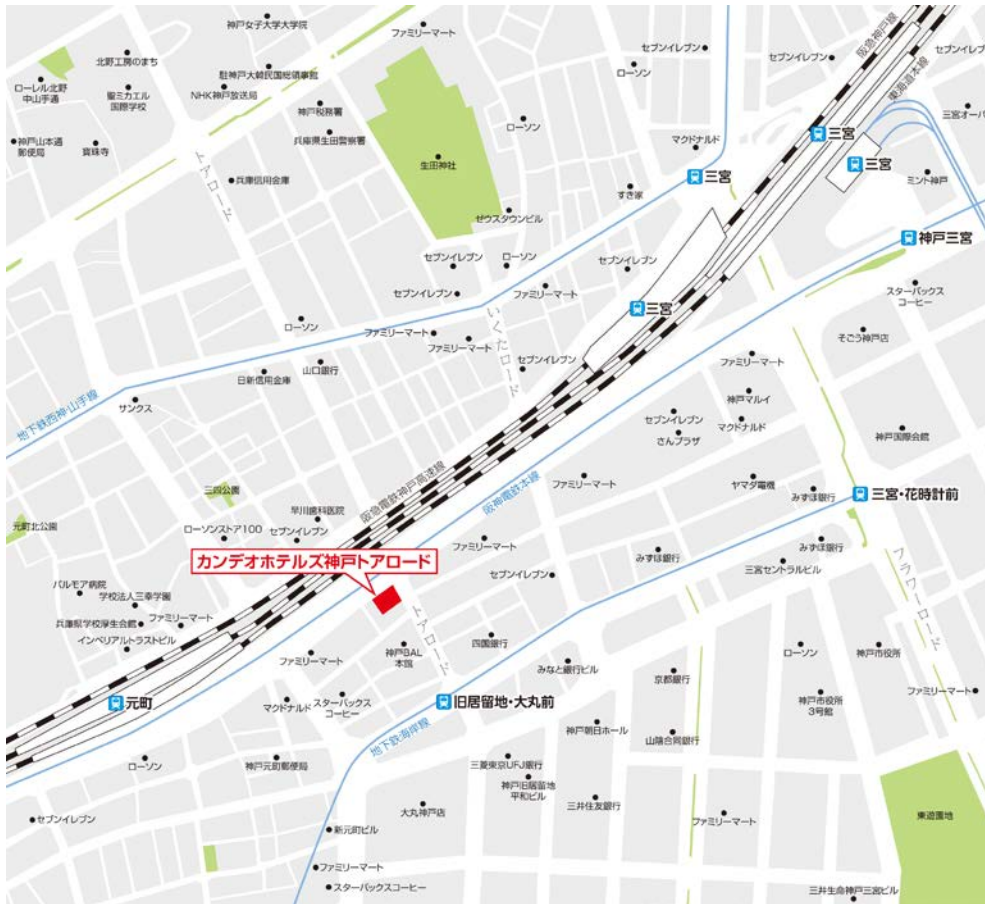 神戸女子大学大学院
ファミリーマート
セブンイレブン
ローソン
セブンイレブン
阪急神戸線
東海道本線
セブンイレブン
北野工房のまち
ローレル北野
中山手通
聖ミカエル
国際学校
駐神戸大韓民国総領事館
NHK神戸放送局
神戸税務署
兵庫県生田警察署
ローソン
三宮オーパ
神戸山本通
郵便局
寶珠寺
トアロード
兵庫信用金庫
生田神社
マクドナルド
三宮
三宮
三宮
ミント神戸
すき家
ゼウスタウンビル
神戸三宮
セブンイレブン
ローソン
セブンイレブン
セブンイレブン
ファミリーマート
スターバックス
コーヒー
三宮
いくたロード
ローソン
ファミリーマート
ファミリーマート
そごう神戸店
山口銀行
日新信用金庫
セブンイレブン
ファミリーマート
神戸マルイ
マクドナルド
サンクス
地下鉄西神・山手線
セブンイレブン
さんプラザ
神戸国際会館
阪急電鉄神戸高速線
阪神電鉄本線
ファミリーマート
ヤマダ電機
みずほ銀行
三宮・花時計前
三四公園
元町北公園
早川歯科医院
ローソンストア100
セブンイレブン
ファミリーマート
みずほ銀行
みずほ銀行
三宮セントラルビル
カンデオホテルズ神戸トアロード
セブンイレブン
フラワーロード
パルモア病院
学校法人三幸学園
兵庫県学校厚生会館
ファミリーマート
インペリアルトラストビル
トアロード
ファミリーマート
神戸BAL
本館
四国銀行
みなと銀行ビル
京都銀行
ローソン
神戸市役所
ファミリーマート
神戸市役所
3号館
元町
マクドナルド
スターバックス
コーヒー
旧居留地・大丸前
地下鉄海岸線
神戸朝日ホール
山陰合同銀行
ローソン
神戸元町郵便局
三菱東京UFJ銀行
神戸旧居留地
平和ビル
三井住友銀行
大丸神戸店
ファミリーマート
東遊園地
セブンイレブン
新元町ビル
ファミリーマート
スターバックスコーヒー
三井生命神戸三宮ビル